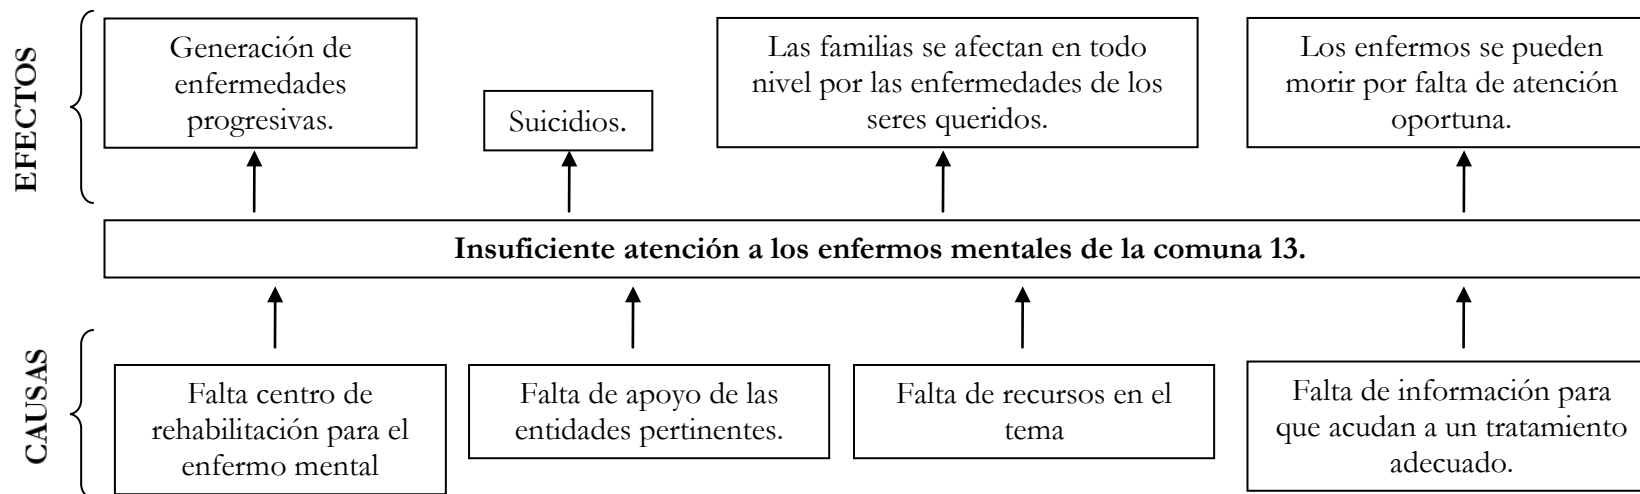 EFECTOS
Generación de
enfermedades
progresivas.
Suicidios.
Las familias se afectan en todo
nivel por las enfermedades de los
seres queridos.
Los enfermos se pueden
morir por falta de atención
oportuna.
Insuficiente atención a los enfermos mentales de la comuna 13.
CAUSAS
Falta centro de
rehabilitación para el
enfermo mental
Falta de apoyo de las
entidades pertinentes.
Falta de recursos en el
tema
Falta de información para
que acudan a un tratamiento
adecuado.